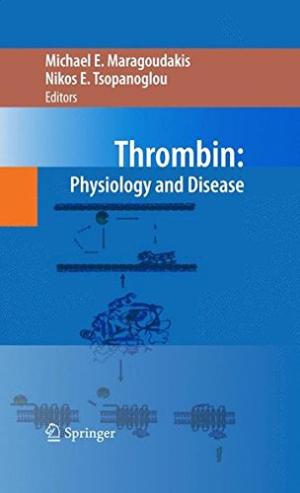 Michael E. Maragoudakis
Nikos E. Tsopanoglou
Editors
Thrombin:
Physiology and Disease
Springer